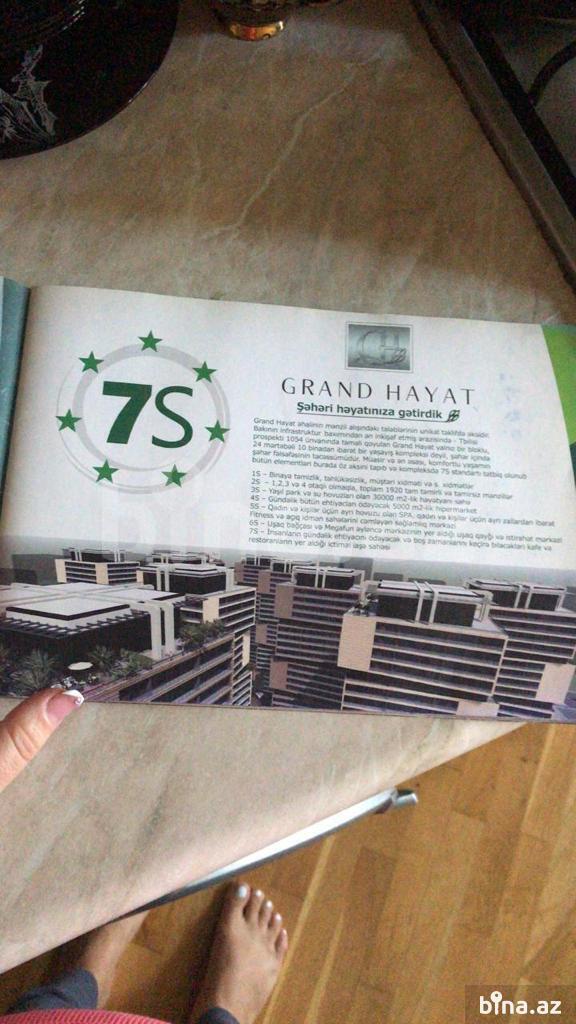 7S
GH
GRAND HAYAT
Şəhəri həyatınıza gətirdik
Grand Hayat əhalinin mənzil alqısındakı tələblərinin unikal təklifdə əksidir.
Bakının infrastruktur baxımından ən inkişaf etmiş ərazisində - Tbilisi
prospekti 1054 ünvanında təməli qoyulan Grand Hayat yalnız bir bloklu,
24 mərtəbəli 10 binadan ibarət bir yaşayış kompleksi deyil, şəhər içində
şəhər fəlsəfəsinin təcəssümüdür. Müasir və ən əsası, komfortlu yaşamın
bütün elementləri burada öz əksini tapıb və kompleksdə 7S standartı tətbiq olunub
1S – Binaya təmizlik, təhlükəsizlik, müştəri xidməti və s. xidmətlər
2S – 1,2,3 və 4 otaqlı olmaqla, toplam 1920 tam təmirli və təmirsiz mənzillər
3S – Yaşıl park və su hovuzları olan 30000 m2-lik həyətyanı sahə
4S – Gündəlik bütün ehtiyacları ödəyəcək 5000 m2-lik hipermarket
5S – Qadın və kişilər üçün ayrı hovuzu olan SPA, qadın və kişilər üçün ayrı zallardan ibarət
Fitness və açıq idman sahələrini cəmləyən sağlamlıq mərkəzi
6S – Uşaq bağçası və Megafun əyləncə mərkəzinin yer aldığı uşaq qayğı və istirahət mərkəzi
7S – İnsanların gündəlik ehtiyacını ödəyəcək və boş zamanlarını keçirə biləcəkləri kafe və
restoranların yer aldığı ictimai iaşə sahəsi
bina.az